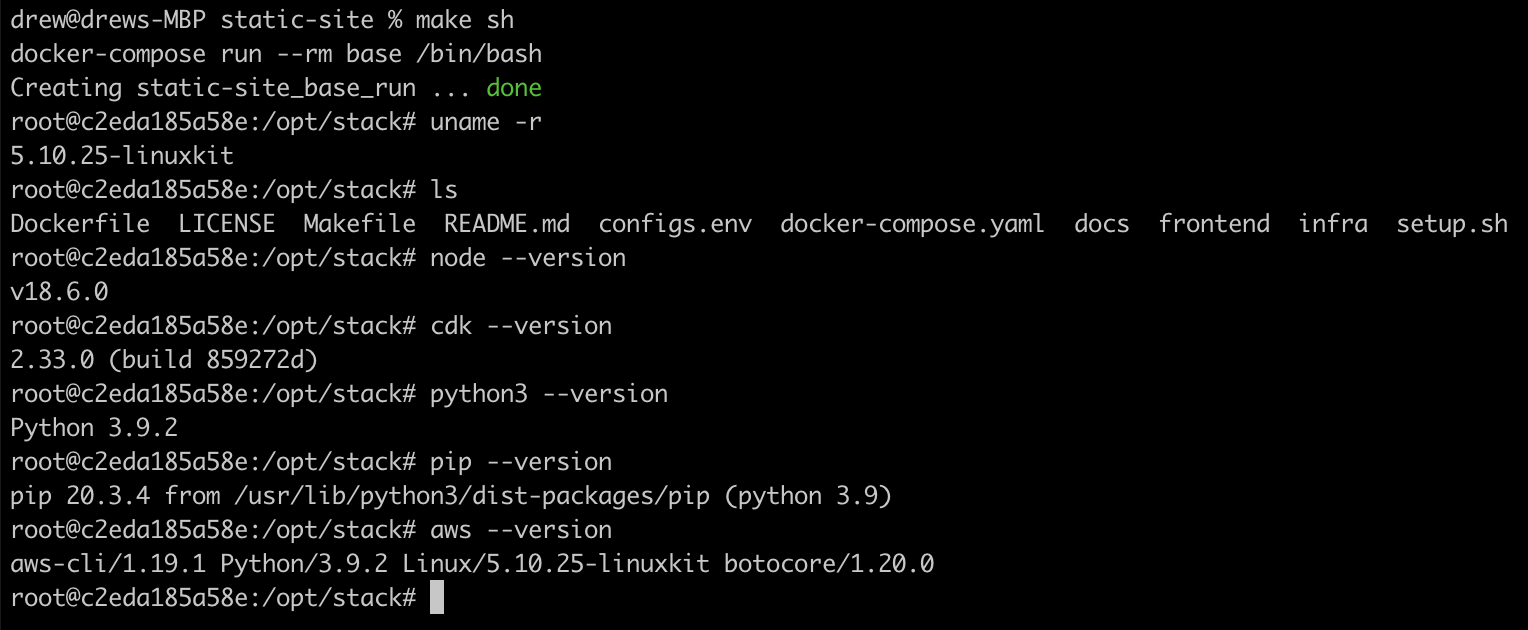 drew@drews-MBP static-site % make sh
docker-compose run --rm base /bin/bash
Creating static-site_base_run ... done
root@c2eda185a58e:/opt/stack# uname -r
5.10.25-linuxkit
root@c2eda185a58e:/opt/stack# ls
Dockerfile  LICENSE  Makefile  README.md  configs.env  docker-compose.yaml  docs  frontend  infra  setup.sh
root@c2eda185a58e:/opt/stack# node --version
v18.6.0
root@c2eda185a58e:/opt/stack# cdk --version
2.33.0 (build 859272d)
root@c2eda185a58e:/opt/stack# python3 --version
Python 3.9.2
root@c2eda185a58e:/opt/stack# pip --version
pip 20.3.4 from /usr/lib/python3/dist-packages/pip (python 3.9)
root@c2eda185a58e:/opt/stack# aws --version
aws-cli/1.19.1 Python/3.9.2 Linux/5.10.25-linuxkit botocore/1.20.0
root@c2eda185a58e:/opt/stack#